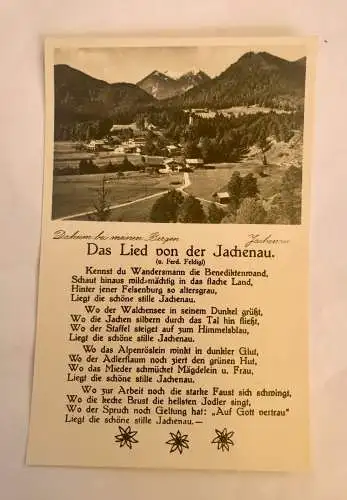 Daheim bei meinen Bergen
Jachenau
Das Lied von der Jachenau.
(v. Ferd. Feldigl)
Kennst du Wandersmann die Benediktenwand,
Schaut hinaus mild-mächtig in das flache Land,
Hinter jener Felsenburg so altersgrau,
Liegt die schöne stille Jachenau.
Wo der Walchensee in seinem Dunkel grüßt,
Wo die Jachen silbern durch das Tal hin fließt,
Wo der Staffel steiget auf zum Himmelsblau,
Liegt die schöne stille Jachenau.
Wo das Alpenröslein winkt in dunkler Glut,
Wo der Adlerflaum noch ziert den grünen Hut,
Wo das Mieder schmücket Mägdelein u. Frau,
Liegt die schöne stille Jachenau.
Wo zur Arbeit noch die starke Faust sich schwingt,
Wo die keche Brust die hellsten Jodler singt,
Wo der Spruch noch Geltung hat: „Auf Gott vertrau"
Liegt die schöne stille Jachenau.—